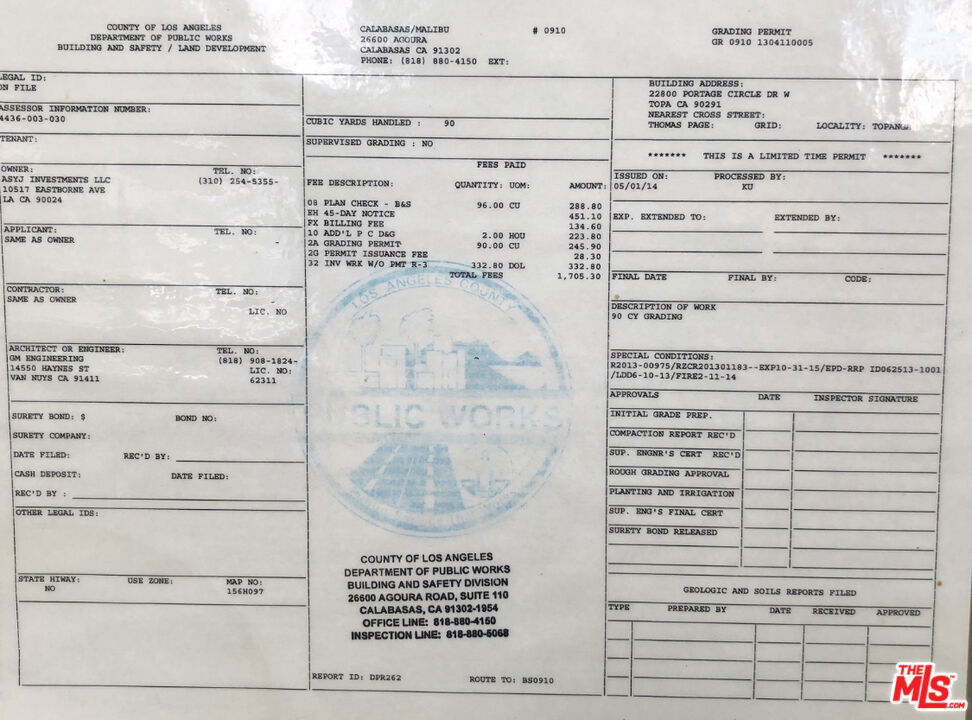 COUNTY OF LOS ANGELES
DEPARTMENT OF PUBLIC WORKS
BUILDING AND SAFETY / LAND DEVELOPMENT
CALABASAS/MALIBU # 0910
26600 AGOURA
CALABASAS CA 91302
PHONE: (818) 880-4150 EXT:
GRADING PERMIT
GR 0910 1304110005
LEGAL ID:
ON FILE
ASSESSOR INFORMATION NUMBER:
4436-003-030
TENANT:
OWNER: TEL. NO:
ASYJ INVESTMENTS LLC (310) 254-5355-
10517 EASTBORNE AVE
LA CA 90024
APPLICANT: TEL. NO:
SAME AS OWNER -
CONTRACTOR: TEL. NO:
SAME AS OWNER -
LIC. NO
ARCHITECT OR ENGINEER: TEL. NO:
GM ENGINEERING (818) 908-1824-
14550 HAYNES ST LIC. NO:
VAN NUYS CA 91411 62311
SURETY BOND: $ BOND NO:
SURETY COMPANY:
DATE FILED: REC'D BY:
CASH DEPOSIT: DATE FILED:
REC'D BY :
OTHER LEGAL IDS:
STATE HIWAY: USE ZONE: MAP NO:
NO 156H097
CUBIC YARDS HANDLED : 90
SUPERVISED GRADING : NO
FEES PAID
FEE DESCRIPTION: QUANTITY: UOM: AMOUNT:
08 PLAN CHECK - B&S 96.00 CU 288.80
EH 45-DAY NOTICE 451.10
FX BILLING FEE 134.60
10 ADD'L P C D&G 2.00 HOU 223.80
2A GRADING PERMIT 90.00 CU 245.90
2G PERMIT ISSUANCE FEE 28.30
32 INV WRK W/O PMT R-3 332.80 DOL 332.80
TOTAL FEES 1,705.30
LOS ANGELES COUNTY
PUBLIC WORKS
COUNTY OF LOS ANGELES
DEPARTMENT OF PUBLIC WORKS
BUILDING AND SAFETY DIVISION
26600 AGOURA ROAD, SUITE 110
CALABASAS, CA 91302-1954
OFFICE LINE: 818-880-4150
INSPECTION LINE: 818-880-5068
REPORT ID: DPR262 ROUTE TO: BS0910
BUILDING ADDRESS:
22800 PORTAGE CIRCLE DR W
TOPA CA 90291
NEAREST CROSS STREET:
THOMAS PAGE: GRID: LOCALITY: TOPANGA
******* THIS IS A LIMITED TIME PERMIT *******
ISSUED ON: PROCESSED BY:
05/01/14 KU
EXP. EXTENDED TO: EXTENDED BY:
FINAL DATE FINAL BY: CODE:
DESCRIPTION OF WORK
90 CY GRADING
SPECIAL CONDITIONS:
R2013-00975/RZCR201301183--EXP10-31-15/EPD-RRP ID062513-1001
/LDD6-10-13/FIRE2-11-14
APPROVALS DATE INSPECTOR SIGNATURE
INITIAL GRADE PREP.
COMPACTION REPORT REC'D
SUP. ENGNR'S CERT REC'D
ROUGH GRADING APPROVAL
PLANTING AND IRRIGATION
SUP. ENG'S FINAL CERT
SURETY BOND RELEASED
GEOLOGIC AND SOILS REPORTS FILED
TYPE PREPARED BY DATE RECEIVED APPROVED
THE
MLS
.COM